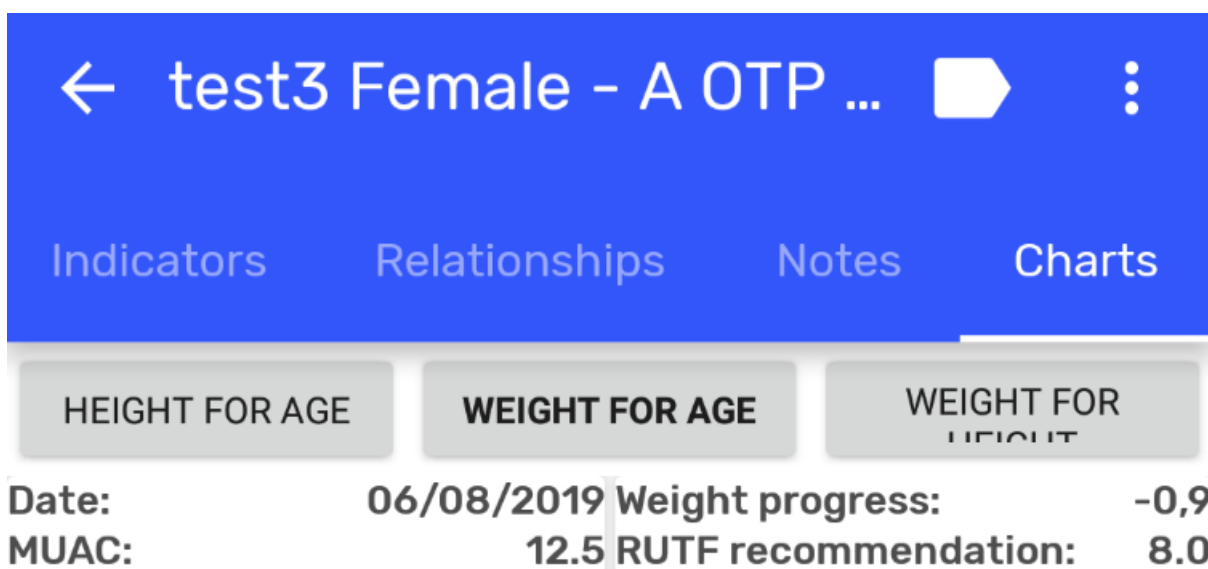 test3 Female - A OTP ...
Indicators Relationships Notes Charts
HEIGHT FOR AGE WEIGHT FOR AGE WEIGHT FOR
HEIGHT
Date: 06/08/2019 Weight progress: -0,9
MUAC: 12.5 RUTF recommendation: 8.0